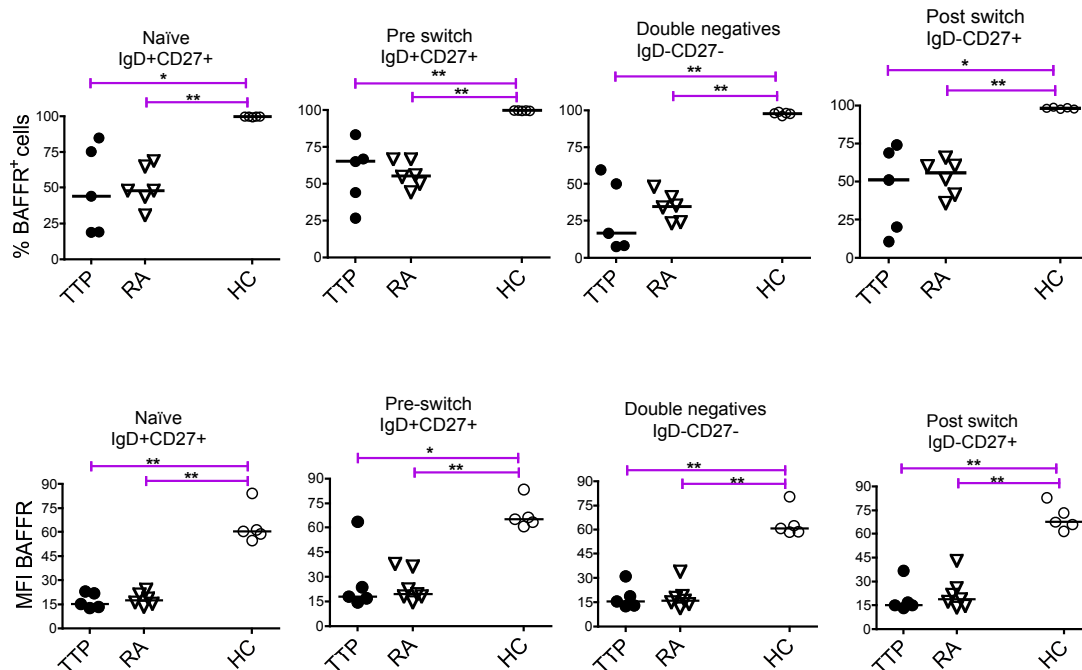 Naïve
IgD+CD27+
*
**
% BAFFR+ cells
100
75
50
25
0
TTP
RA
HC
Pre switch
IgD+CD27+
**
**
100
75
50
25
0
TTP
RA
HC
Double negatives
IgD-CD27-
**
**
100
75
50
25
0
TTP
RA
HC
Post switch
IgD-CD27+
*
**
100
75
50
25
0
TTP
RA
HC
Naïve
IgD+CD27+
**
**
MFI BAFFR
90
75
60
45
30
15
0
TTP
RA
HC
Pre-switch
IgD+CD27+
*
**
90
75
60
45
30
15
0
TTP
RA
HC
Double negatives
IgD-CD27-
**
**
90
75
60
45
30
15
0
TTP
RA
HC
Post switch
IgD-CD27+
**
**
90
75
60
45
30
15
0
TTP
RA
HC